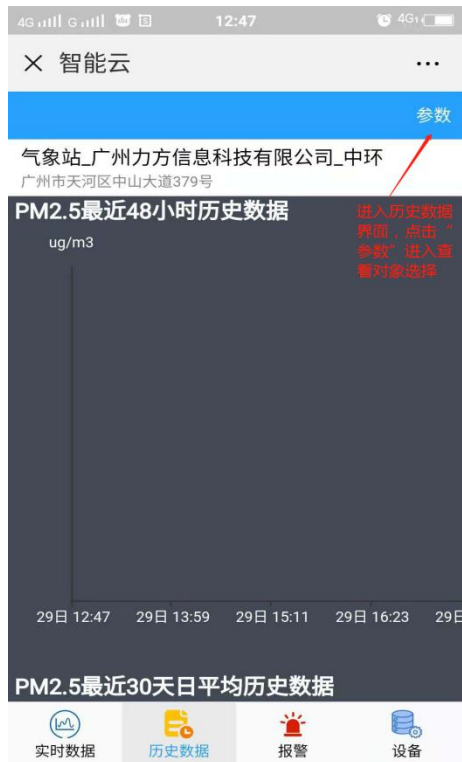 4G G 12:47 4G
智能云
参数
气象站_广州力方信息科技有限公司_中环
广州市天河区中山大道379号
PM2.5最近48小时历史数据
进入历史数据
界面，点击“
参数”进入查
看对象选择
ug/m3
29日 12:47 29日 13:59 29日 15:11 29日 16:23 29日
PM2.5最近30天日平均历史数据
实时数据 历史数据 报警 设备